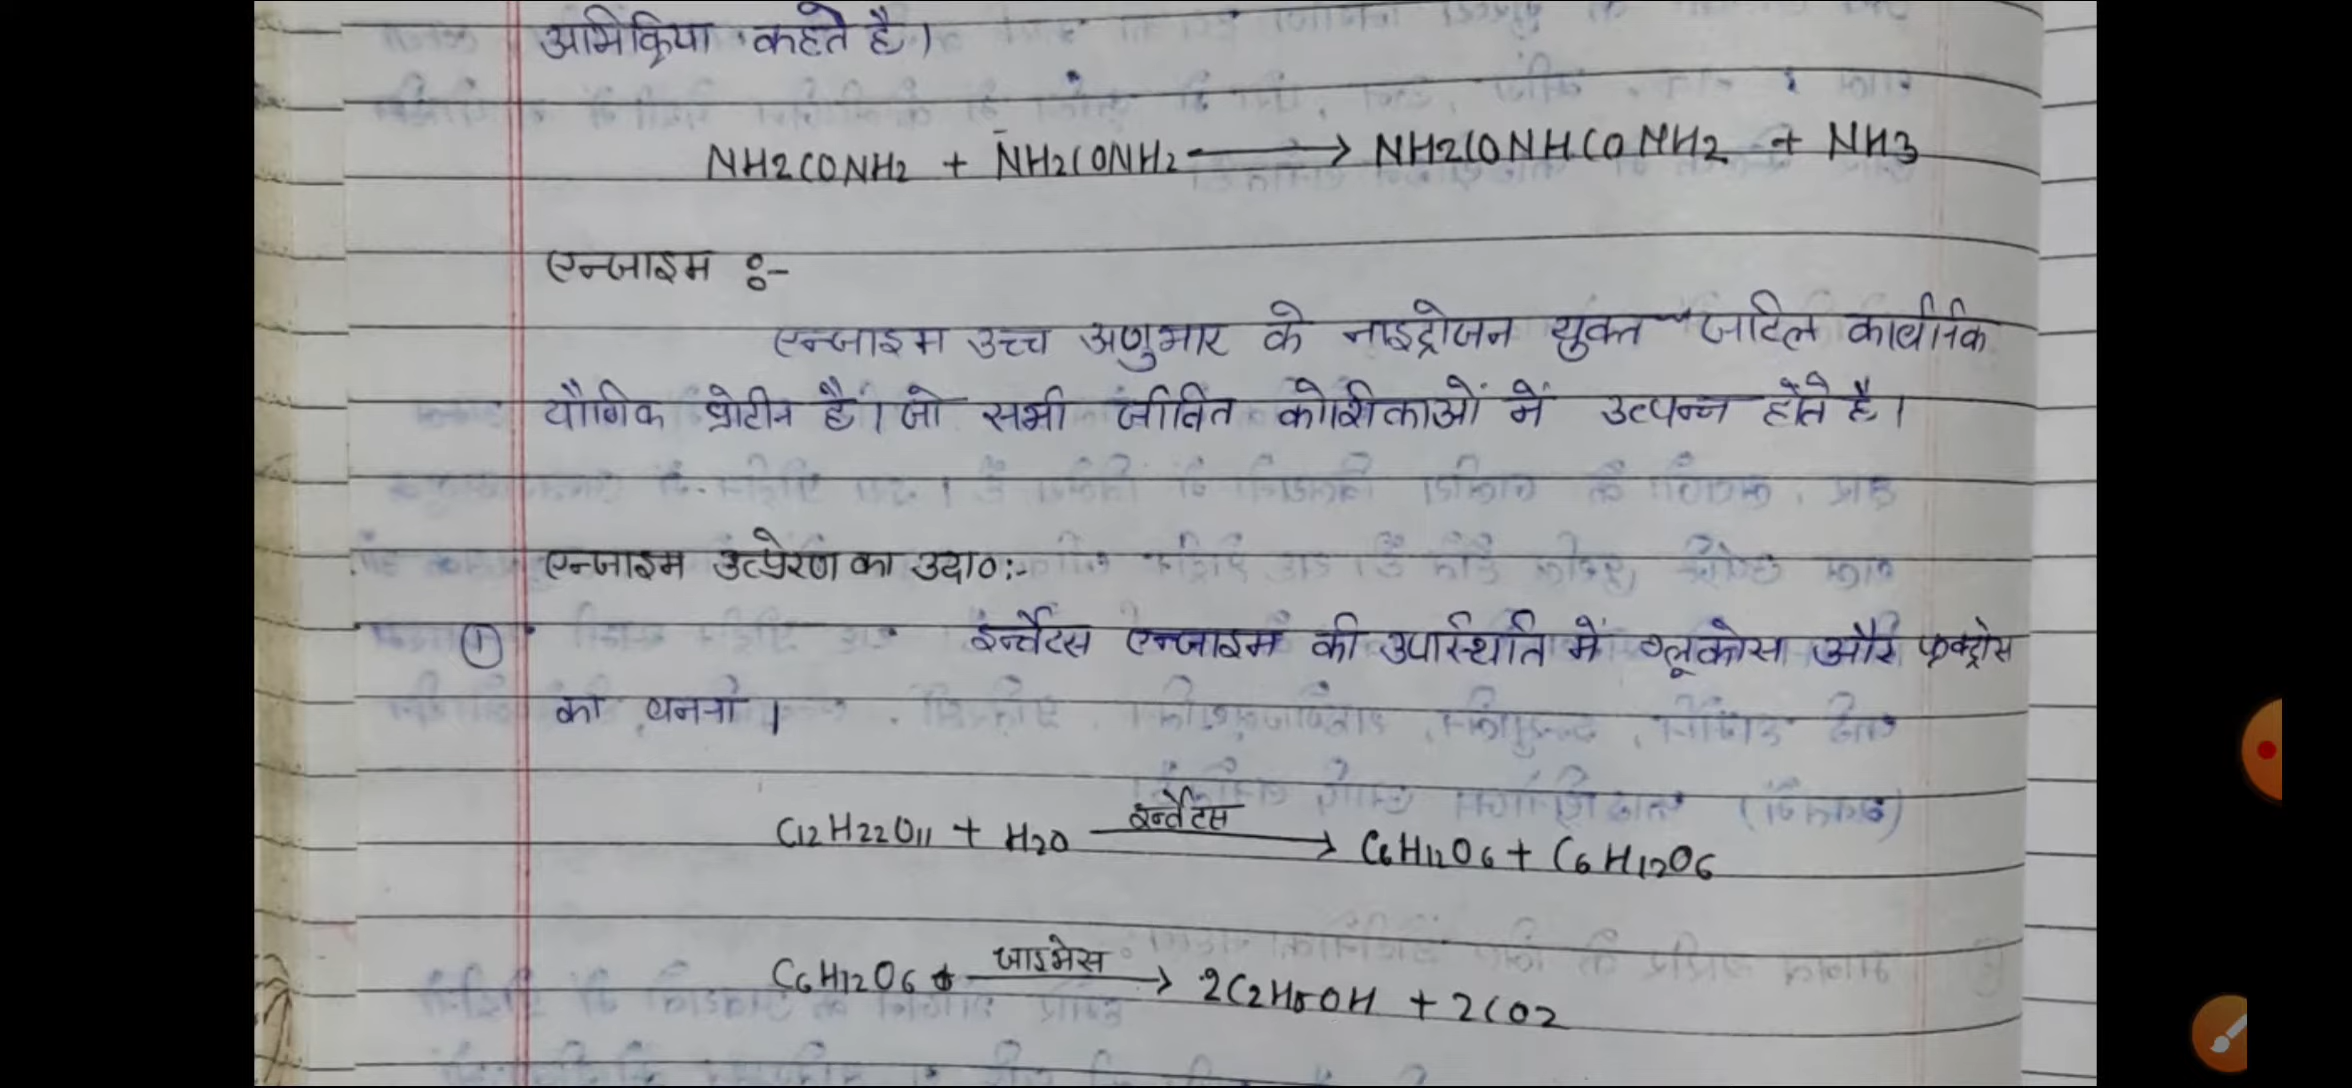 अभिक्रिया कहते है।
NH2CONH2 + NH2CONH2 → NH2CONHCONH2 + NH3
एन्जाइम :-
एन्जाइम उच्च अणुभार के नाइट्रोजन युक्त जटिल कार्बनिक
यौगिक प्रोटीन है। जो सभी जीवित कोशिकाओं में उत्पन्न होते है।
एन्जाइम उत्प्रेरण का उदा०:-
① इन्वर्टेस एन्जाइम की उपस्थिति में ग्लूकोस और फ्रक्ट्रोस
का बनना।
इन्वर्टेस
C12H22O11 + H2O → C6H12O6 + C6H12O6
जाइमेस
C6H12O6 → 2C2H5OH + 2CO2